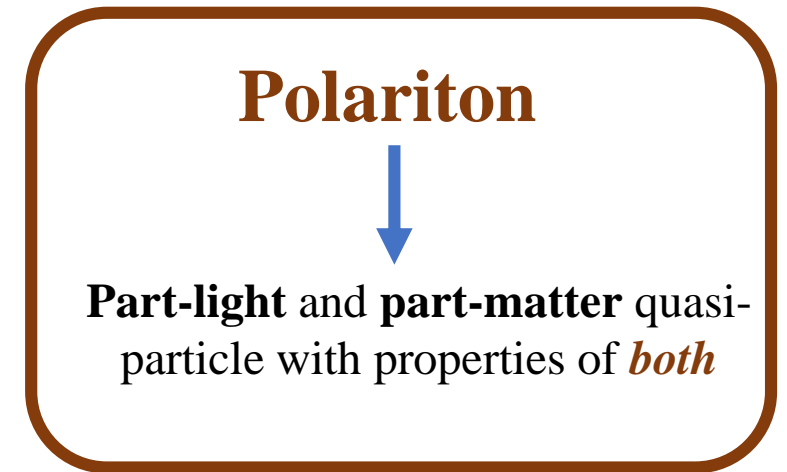 Polariton
Part-light and part-matter quasi-
particle with properties of both